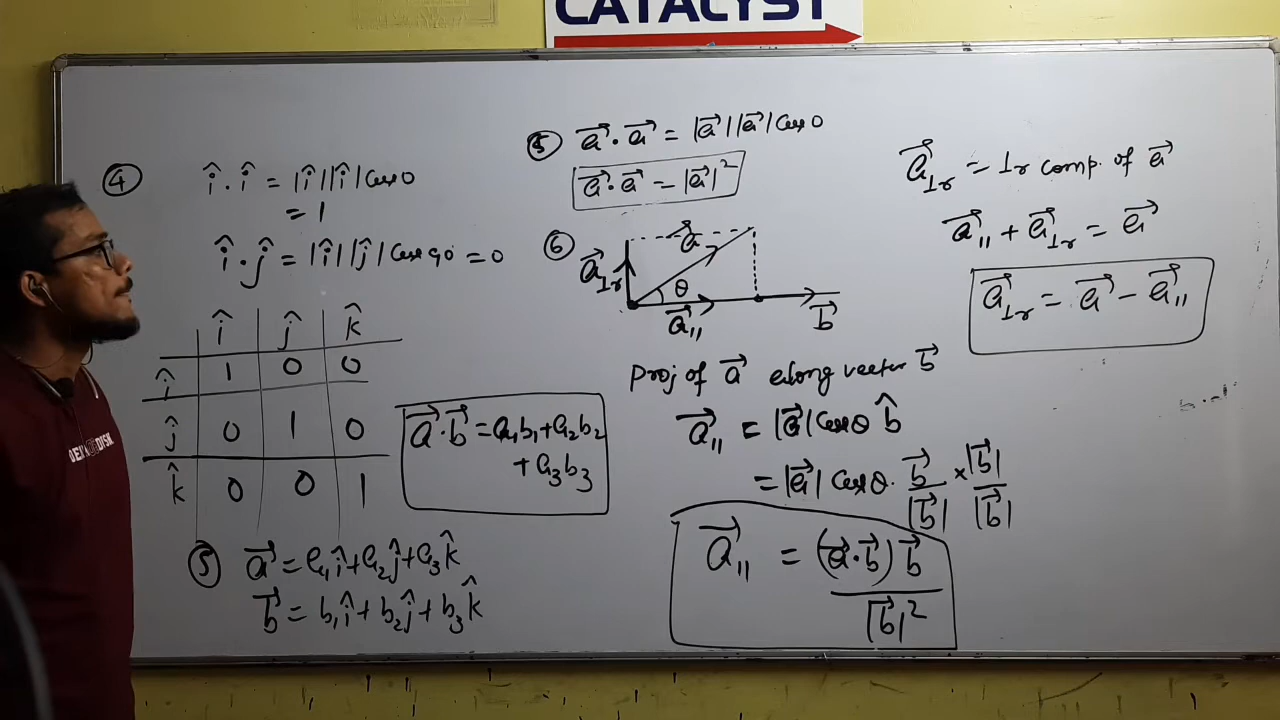 CATALYST
④ î·î = |î||î|cos0
= 1
î·ĵ = |î||ĵ|cos90 = 0
î ĵ k̂
î 1 0 0
ĵ 0 1 0
k̂ 0 0 1
a⃗·b⃗ = a₁b₁+a₂b₂
+a₃b₃
⑤ a⃗ = a₁î+a₂ĵ+a₃k̂
b⃗ = b₁î+b₂ĵ+b₃k̂
⑤ a⃗·a⃗ = |a⃗||a⃗|cos0
a⃗·a⃗ = |a⃗|²
⑥ a⃗⊥r a⃗ θ a⃗∥ b⃗
Proj of a⃗ along vector b⃗
a⃗∥ = |a⃗|cosθ b̂
= |a⃗| cosθ. b⃗/|b⃗| × |b⃗|/|b⃗|
a⃗∥ = (a⃗·b⃗)b⃗/|b⃗|²
a⃗⊥r = ⊥r comp. of a⃗
a⃗∥ + a⃗⊥r = a⃗
a⃗⊥r = a⃗ − a⃗∥